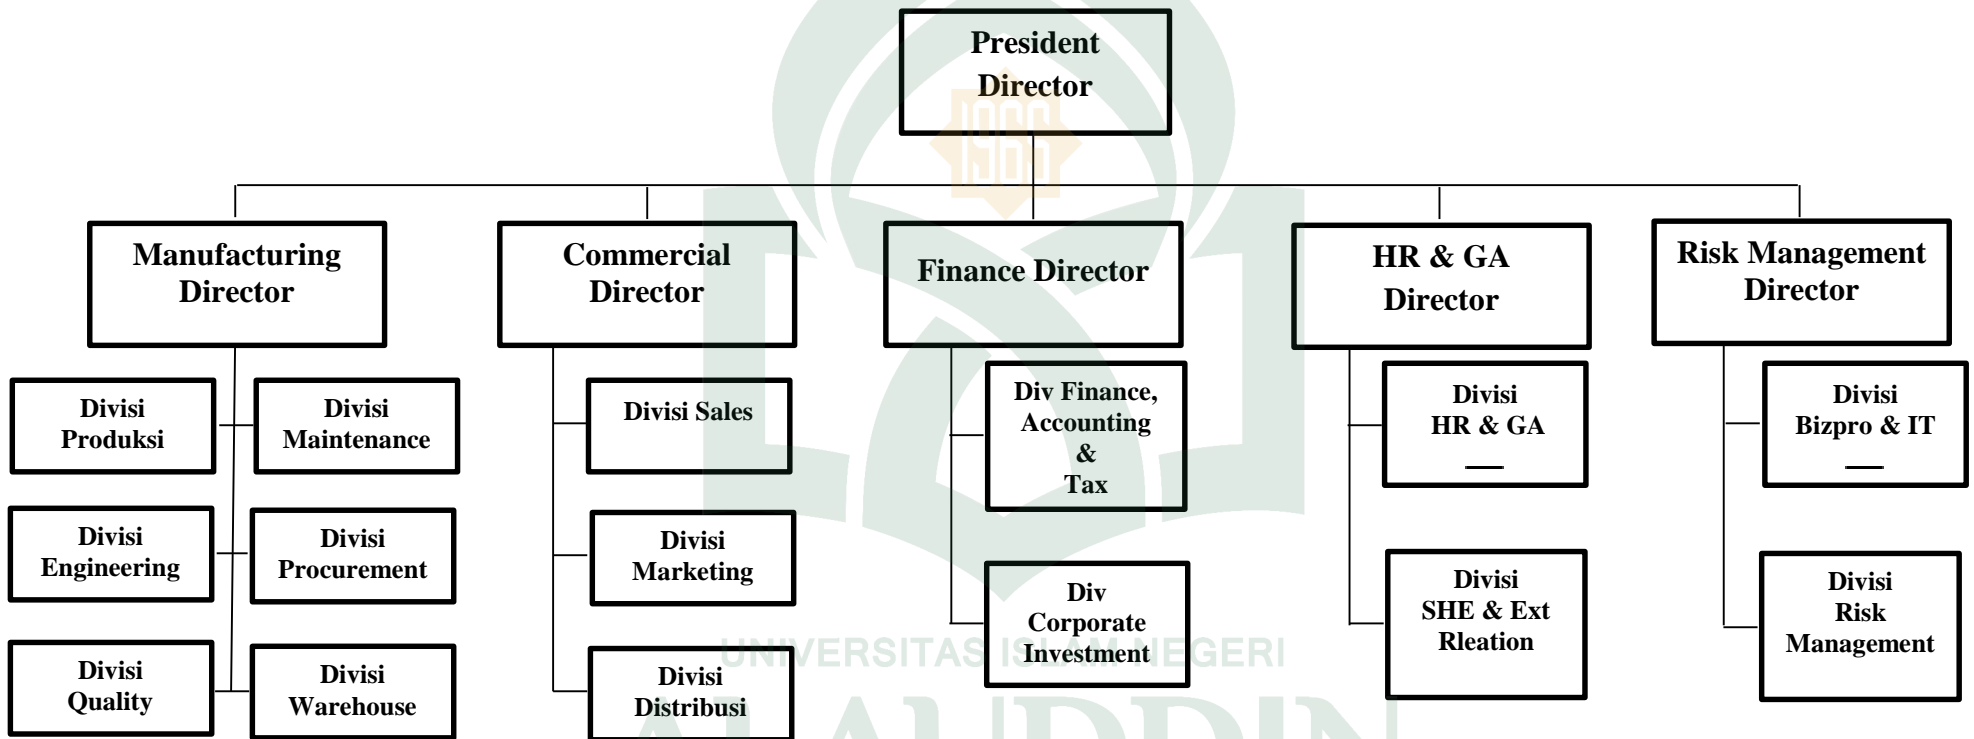 President
Director
Manufacturing
Director
Commercial
Director
Finance Director
HR & GA
Director
Risk Management
Director
Divisi
Produksi
Divisi
Maintenance
Divisi Sales
Div Finance,
Accounting
&
Tax
Divisi
HR & GA
Divisi
Bizpro & IT
Divisi
Engineering
Divisi
Procurement
Divisi
Marketing
Div
Corporate
Investment
Divisi
SHE & Ext
Rleation
Divisi
Risk
Management
Divisi
Quality
Divisi
Warehouse
Divisi
Distribusi
1965
UNIVERSITAS ISLAM NEGERI
ALAUDDIN